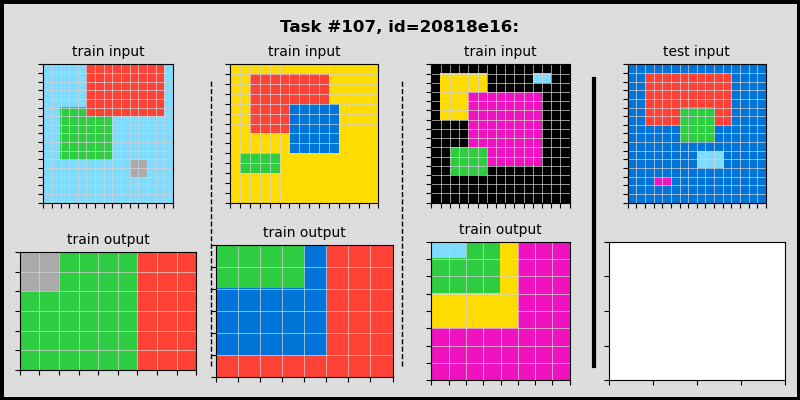 Task #107, id=20818e16:
train input
train input
train input
test input
train output
train output
train output